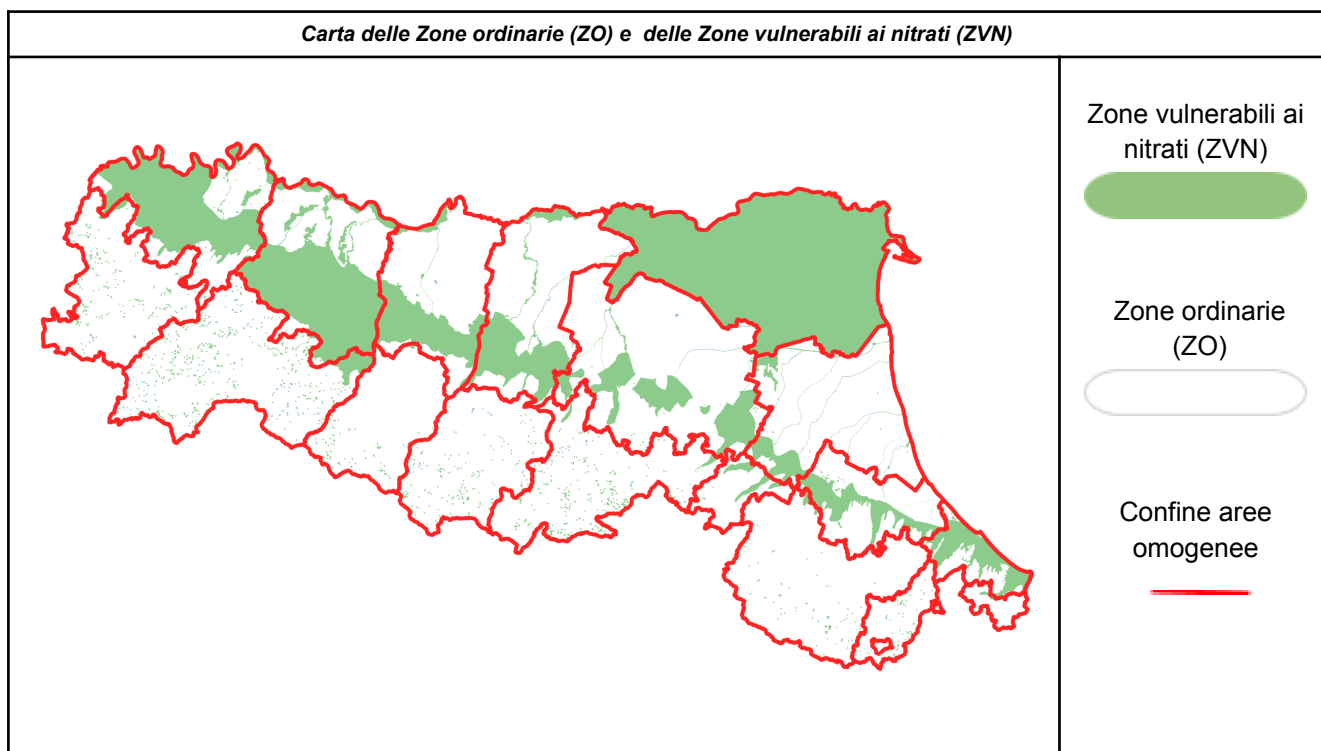 Carta delle Zone ordinarie (ZO) e delle Zone vulnerabili ai nitrati (ZVN)
Zone vulnerabili ai
nitrati (ZVN)
Zone ordinarie
(ZO)
Confine aree
omogenee